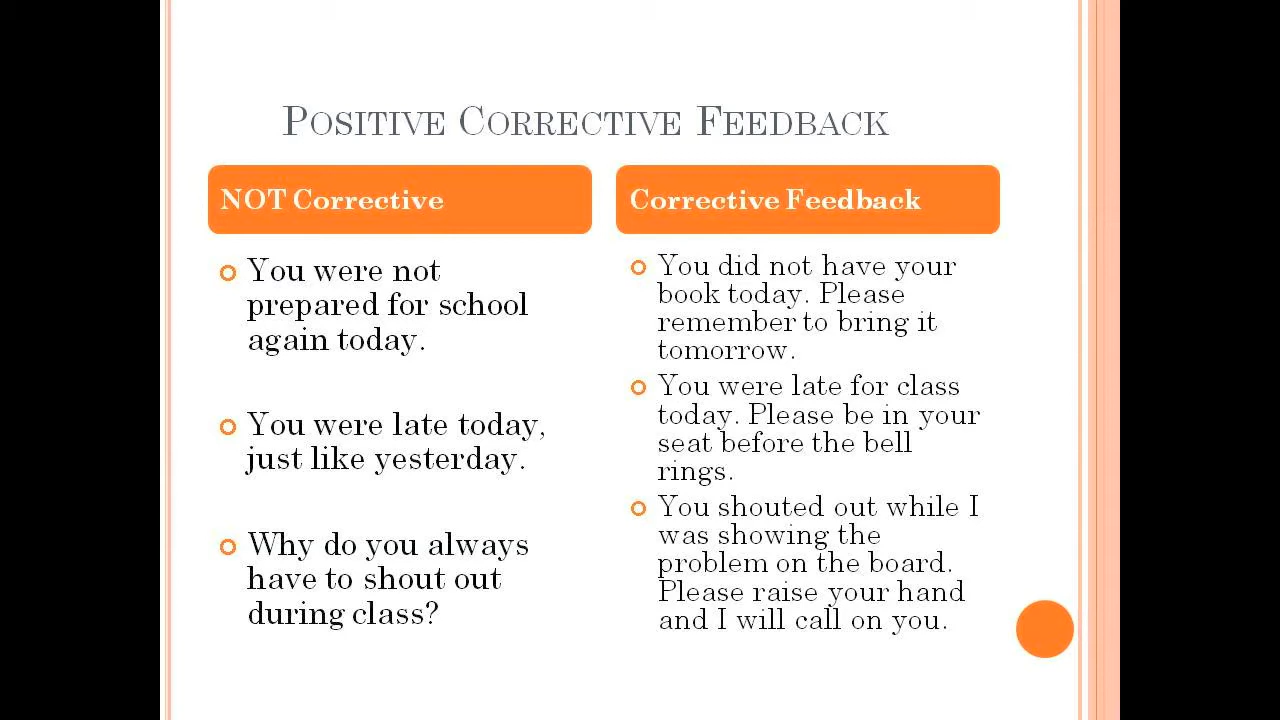 POSITIVE CORRECTIVE FEEDBACK
NOT Corrective
You were not
prepared for school
again today.
You were late today,
just like yesterday.
Why do you always
have to shout out
during class?
Corrective Feedback
You did not have your
book today. Please
remember to bring it
tomorrow.
You were late for class
today. Please be in your
seat before the bell
rings.
You shouted out while I
was showing the
problem on the board.
Please raise your hand
and I will call on you.